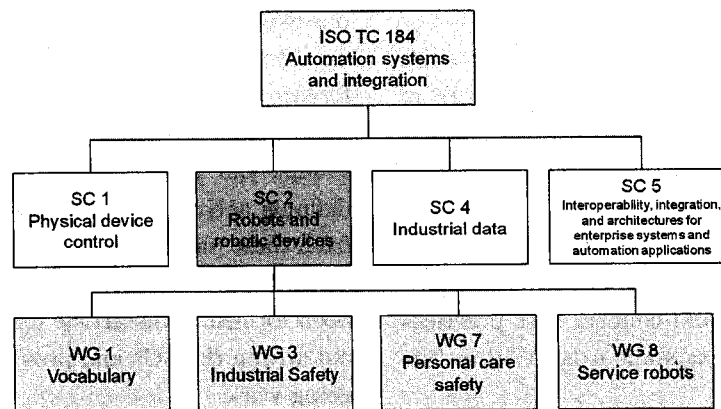 ISO TC 184
Automation systems
and integration
SC 1
Physical device
control
SC 2
Robots and
robotic devices
SC 4
Industrial data
SC 5
Interoperability, integration,
and architectures for
enterprise systems and
automation applications
WG 1
Vocabulary
WG 3
Industrial Safety
WG 7
Personal care
safety
WG 8
Service robots